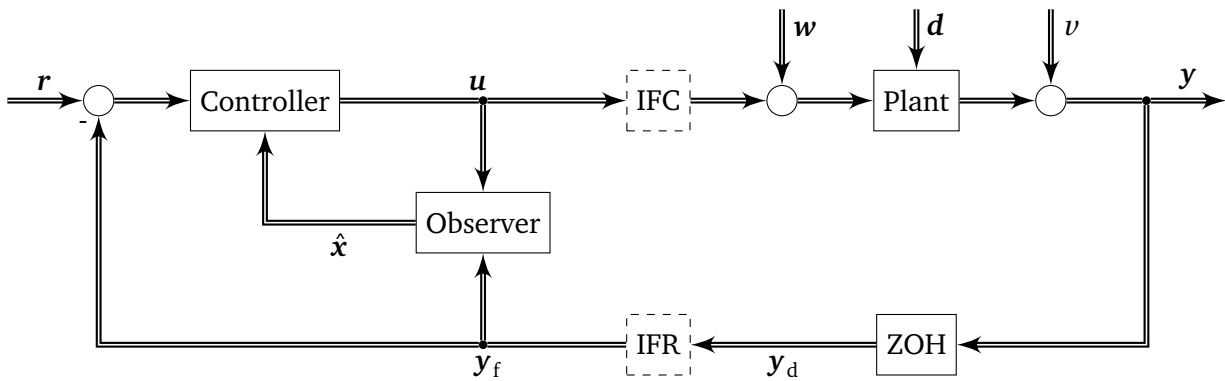 w
d
v
r
-
Controller
u
IFC
Plant
y
Observer
x̂
IFR
ZOH
y_f
y_d